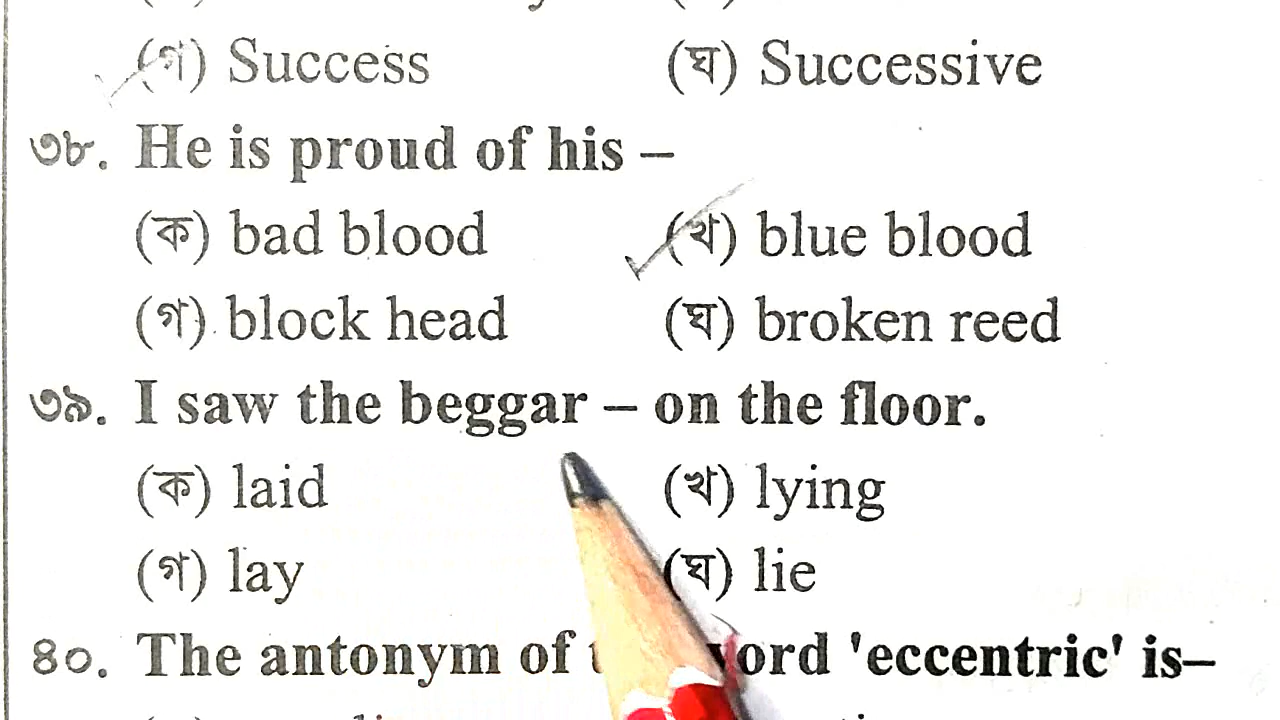 (গ) Success (ঘ) Successive
৩৮. He is proud of his –
(ক) bad blood (খ) blue blood
(গ) block head (ঘ) broken reed
৩৯. I saw the beggar – on the floor.
(ক) laid (খ) lying
(গ) lay (ঘ) lie
৪০. The antonym of 'eccentric' is–